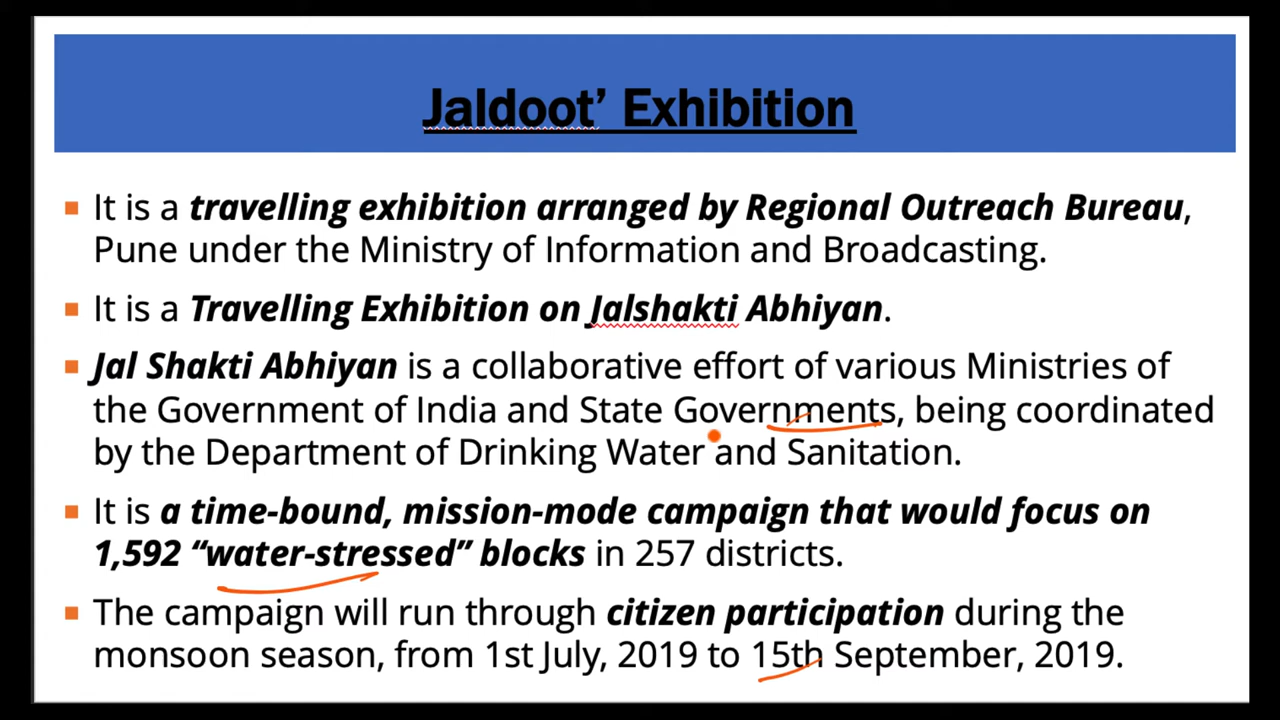 Jaldoot’ Exhibition
It is a travelling exhibition arranged by Regional Outreach Bureau,
Pune under the Ministry of Information and Broadcasting.
It is a Travelling Exhibition on Jalshakti Abhiyan.
Jal Shakti Abhiyan is a collaborative effort of various Ministries of
the Government of India and State Governments, being coordinated
by the Department of Drinking Water and Sanitation.
It is a time-bound, mission-mode campaign that would focus on
1,592 “water-stressed” blocks in 257 districts.
The campaign will run through citizen participation during the
monsoon season, from 1st July, 2019 to 15th September, 2019.